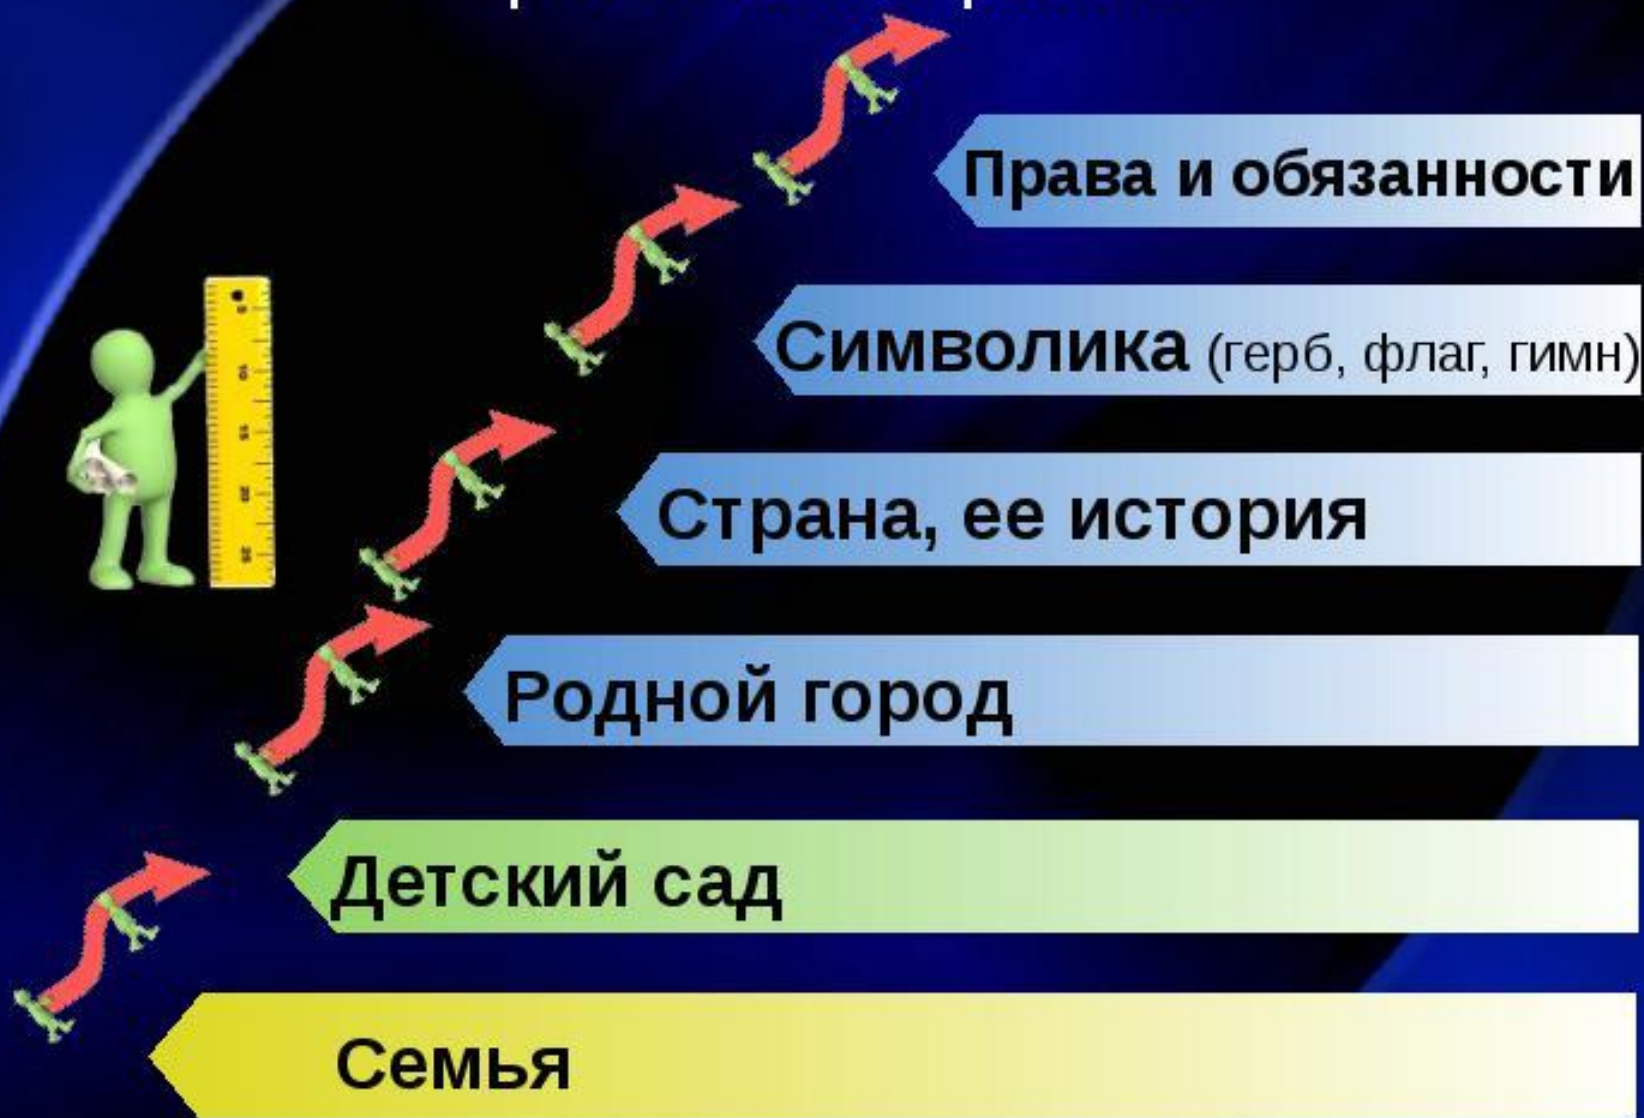 Права и обязанности
Символика (герб, флаг, гимн)
Страна, ее история
Родной город
Детский сад
Семья